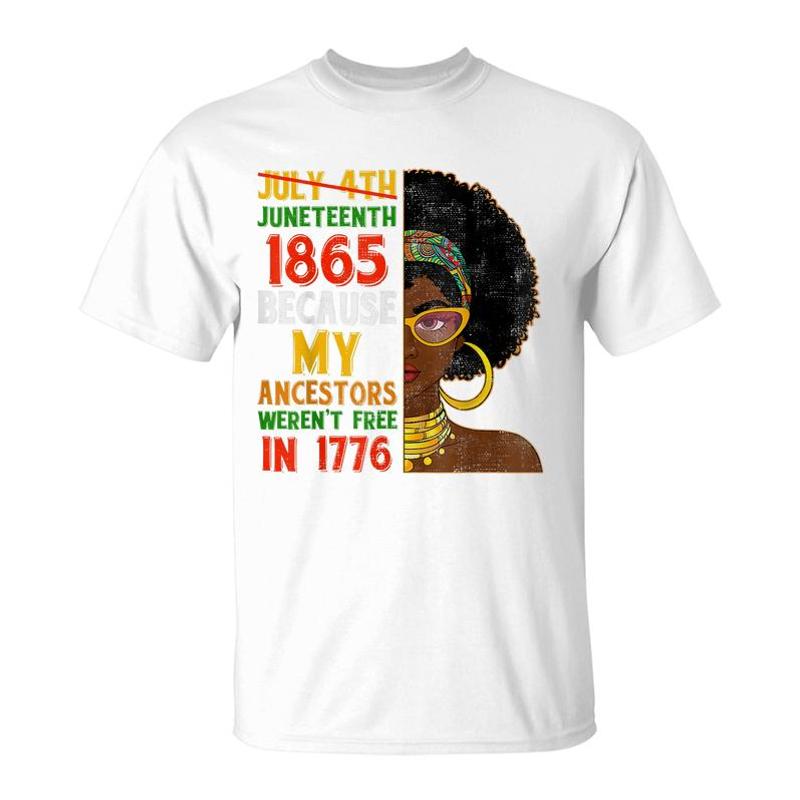 JULY 4TH
JUNETEENTH
1865
BECAUSE
MY
ANCESTORS
WEREN'T FREE
IN 1776